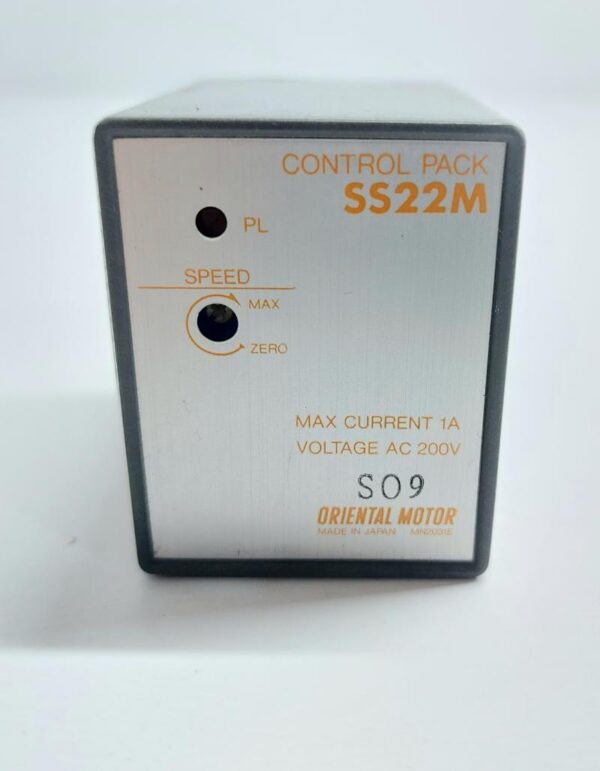 CONTROL PACK
SS22M
PL
SPEED
MAX
ZERO
MAX CURRENT 1A
VOLTAGE AC 200V
S09
ORIENTAL MOTOR
MADE IN JAPAN